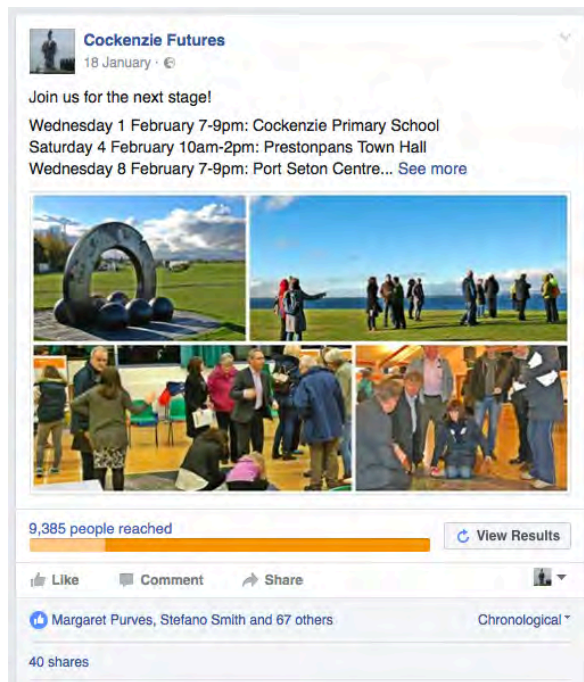 Cockenzie Futures
18 January ·
Join us for the next stage!
Wednesday 1 February 7-9pm: Cockenzie Primary School
Saturday 4 February 10am-2pm: Prestonpans Town Hall
Wednesday 8 February 7-9pm: Port Seton Centre... See more
9,385 people reached
View Results
Like Comment Share
Margaret Purves, Stefano Smith and 67 others Chronological
40 shares